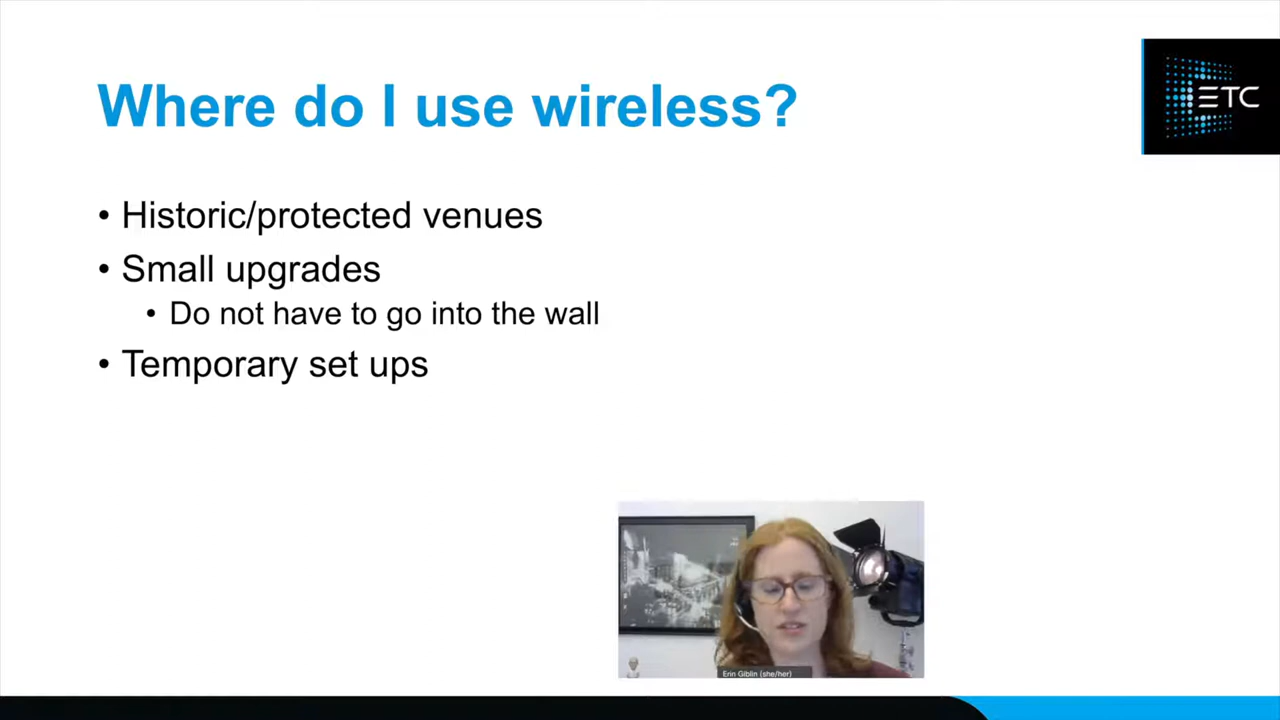 Where do I use wireless?
ETC
• Historic/protected venues
• Small upgrades
• Do not have to go into the wall
• Temporary set ups
Erin Giblin (she/her)